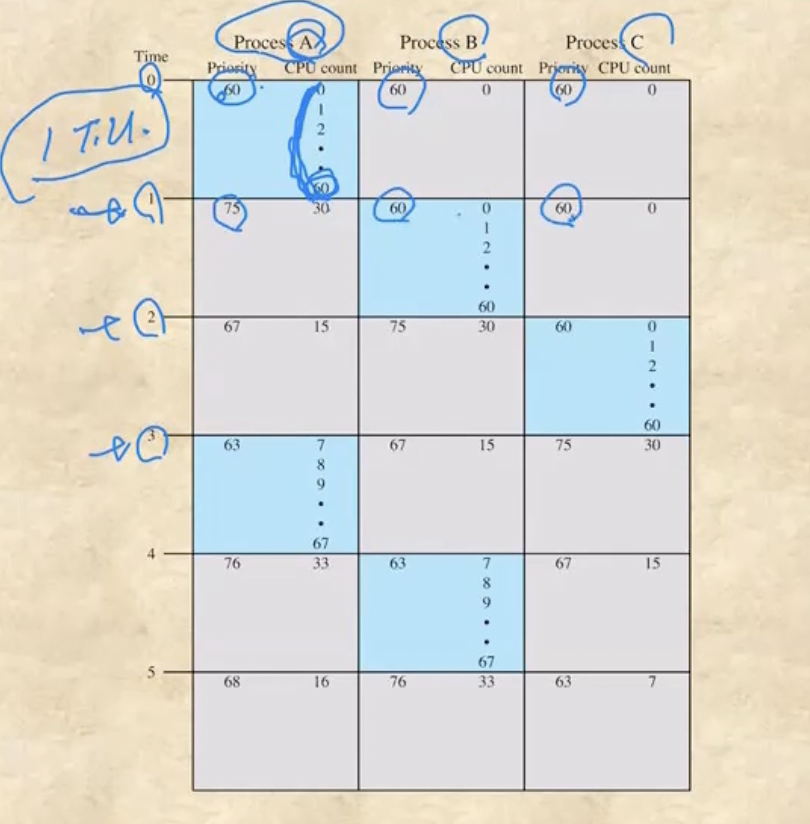 Process A Process B Process C
Time
Priority CPU count Priority CPU count Priority CPU count
0 60 0 60 0 60 0
1
2
•
•
60
1 T.U.
1 75 30 60 0 60 0
1
2
•
•
60
2 67 15 75 30 60 0
1
2
•
•
60
3 63 7 67 15 75 30
8
9
•
•
67
4 76 33 63 7 67 15
8
9
•
•
67
5 68 16 76 33 63 7